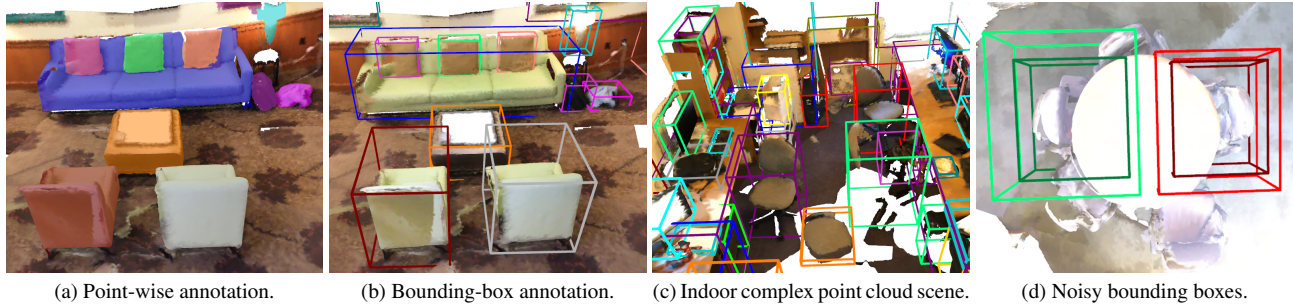 (a) Point-wise annotation.
(b) Bounding-box annotation.
(c) Indoor complex point cloud scene.
(d) Noisy bounding boxes.